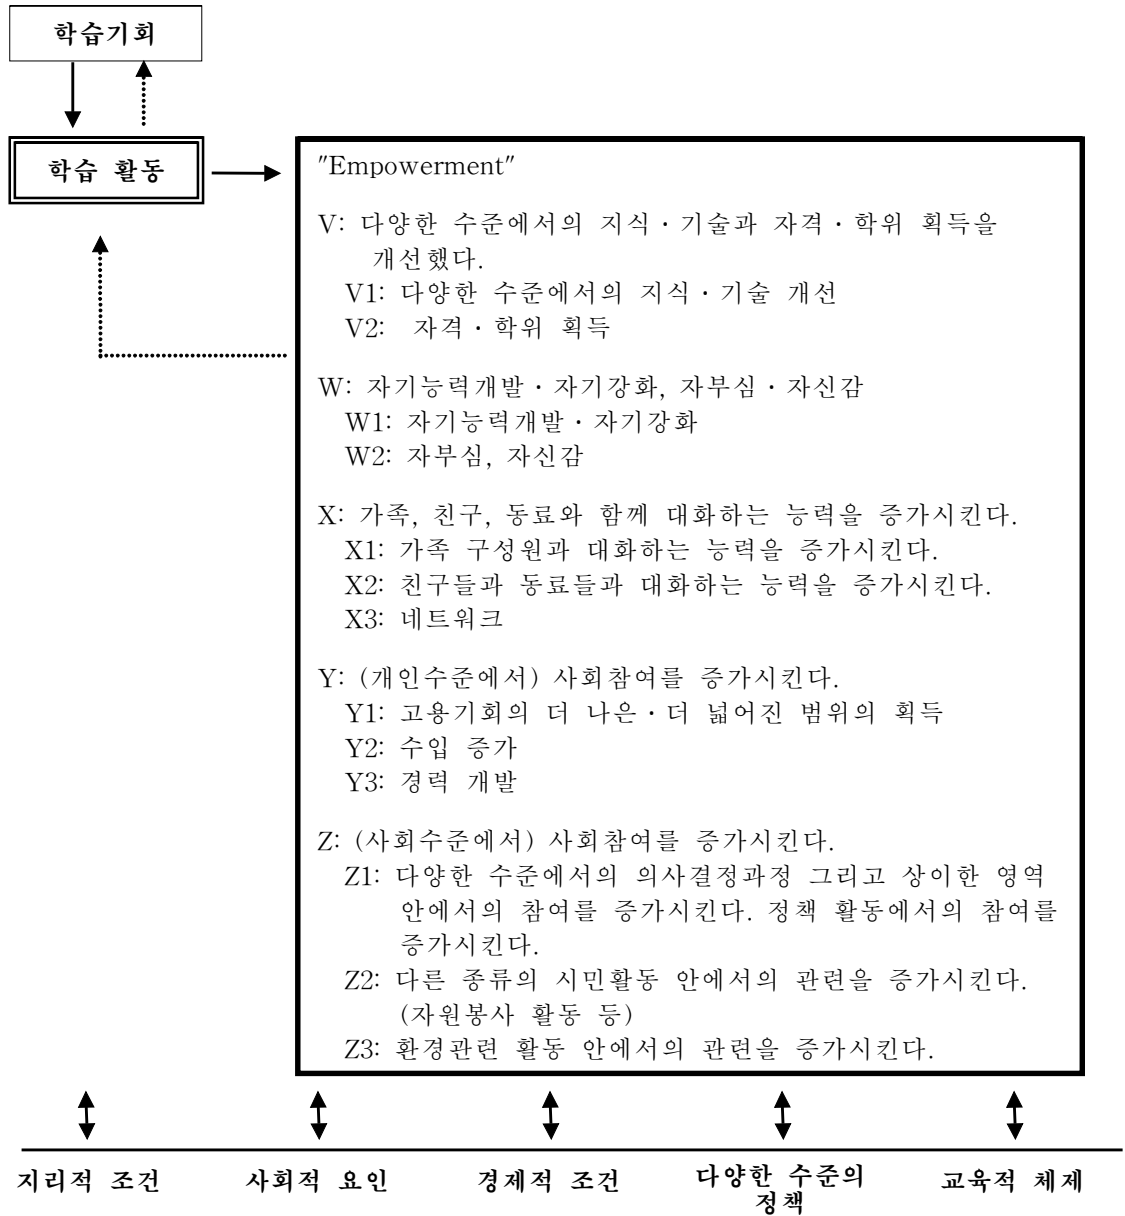 학습기회
학습 활동
"Empowerment"
V: 다양한 수준에서의 지식・기술과 자격・학위 획득을
개선했다.
V1: 다양한 수준에서의 지식・기술 개선
V2: 자격・학위 획득
W: 자기능력개발・자기강화, 자부심・자신감
W1: 자기능력개발・자기강화
W2: 자부심, 자신감
X: 가족, 친구, 동료와 함께 대화하는 능력을 증가시킨다.
X1: 가족 구성원과 대화하는 능력을 증가시킨다.
X2: 친구들과 동료들과 대화하는 능력을 증가시킨다.
X3: 네트워크
Y: (개인수준에서) 사회참여를 증가시킨다.
Y1: 고용기회의 더 나은・더 넓어진 범위의 획득
Y2: 수입 증가
Y3: 경력 개발
Z: (사회수준에서) 사회참여를 증가시킨다.
Z1: 다양한 수준에서의 의사결정과정 그리고 상이한 영역
안에서의 참여를 증가시킨다. 정책 활동에서의 참여를
증가시킨다.
Z2: 다른 종류의 시민활동 안에서의 관련을 증가시킨다.
(자원봉사 활동 등)
Z3: 환경관련 활동 안에서의 관련을 증가시킨다.
지리적 조건
사회적 요인
경제적 조건
다양한 수준의
정책
교육적 체제